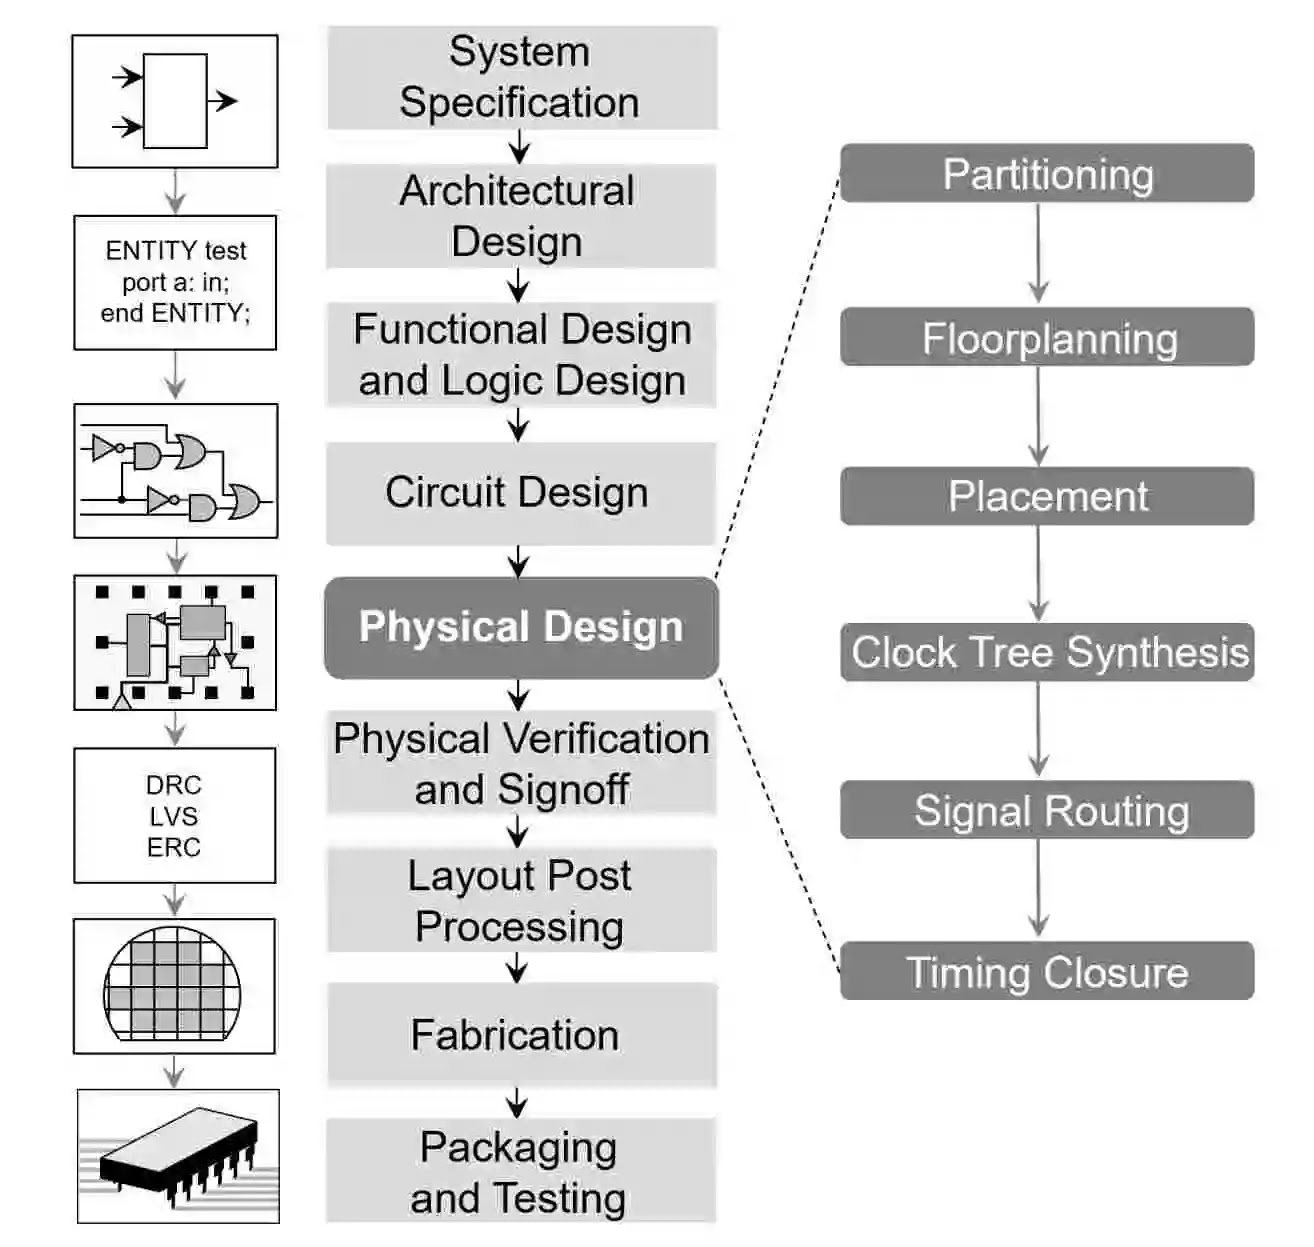 ENTITY test
port a: in;
end ENTITY;
DRC
LVS
ERC
System
Specification
Architectural
Design
Functional Design
and Logic Design
Circuit Design
Physical Design
Physical Verification
and Signoff
Layout Post
Processing
Fabrication
Packaging
and Testing
Partitioning
Floorplanning
Placement
Clock Tree Synthesis
Signal Routing
Timing Closure